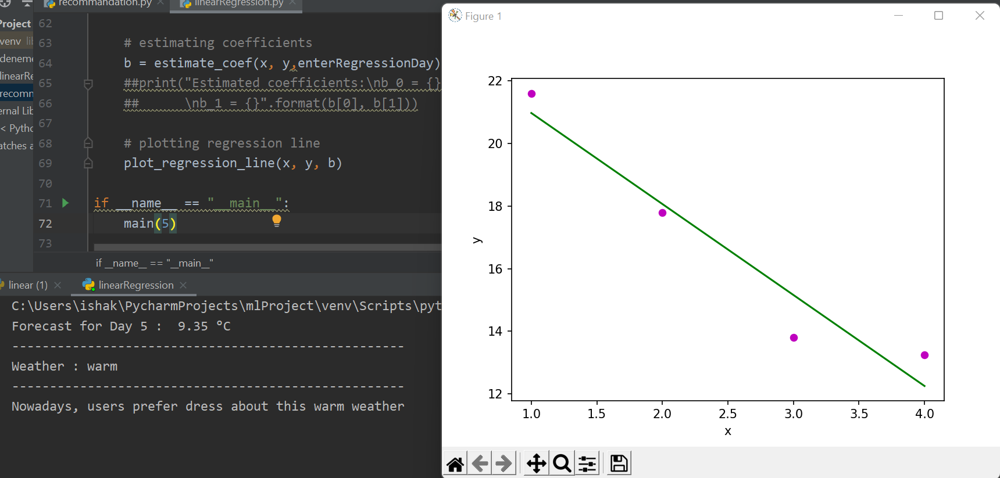 recommandation.py
linearRegression.py
Project
62
venv lib
63 # estimating coefficients
64 b = estimate_coef(x, y,enterRegressionDay)
65 ##print("Estimated coefficients:\nb_0 = {}
66 ## \nb_1 = {}".format(b[0], b[1]))
67
68 # plotting regression line
69 plot_regression_line(x, y, b)
70
71 if __name__ == "__main__":
72 main(5)
73
deneme
linearRe
recomm
ernal Lib
< Pytho
atches a
if __name__ == "__main__"
linear (1)
linearRegression
C:\Users\ishak\PycharmProjects\mlProject\venv\Scripts\pyt
Forecast for Day 5 :  9.35 °C
----------------------------------------------------
Weather : warm
----------------------------------------------------
Nowadays, users prefer dress about this warm weather
Figure 1
22
20
18
16
14
12
y
1.0 1.5 2.0 2.5 3.0 3.5 4.0
x